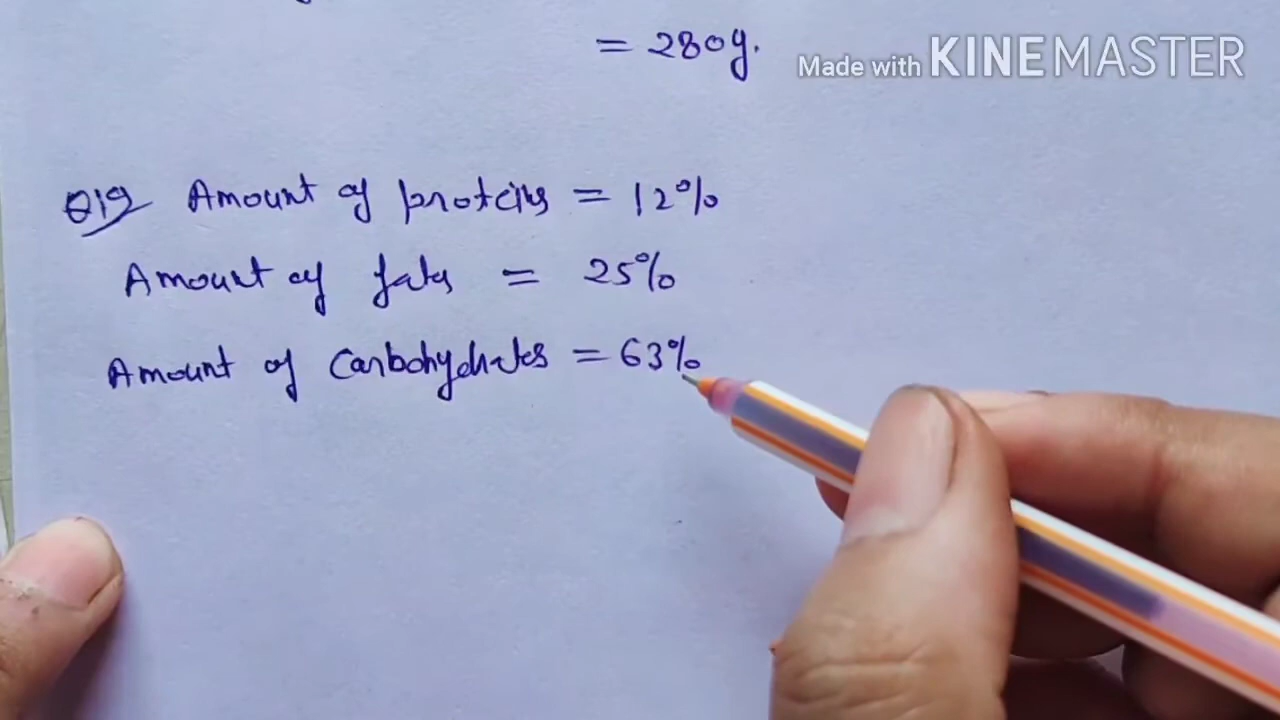 = 280g.
Made with KINEMASTER
Q19 Amount of proteins = 12%
Amount of fats = 25%
Amount of Carbohydrates = 63%